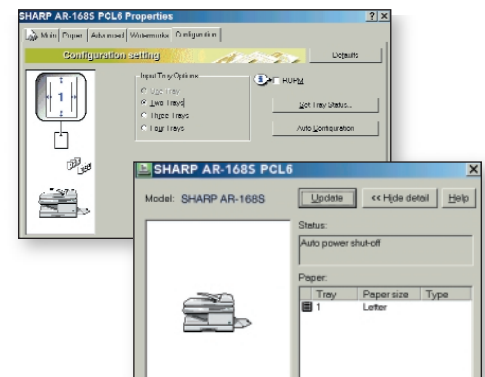 SHARP AR-168S PCL6 Properties
Main Paper Advanced Watermarks Configuration
Configuration setting
Defaults
Input Tray Options
One Tray
Two Trays
Three Trays
Four Trays
Set Tray Status...
Auto Configuration
1
SHARP AR-168S PCL6
Model: SHARP AR-168S
Update
<< Hide detail
Help
Status:
Auto power shut-off
Paper:
Tray Paper size Type
1 Letter